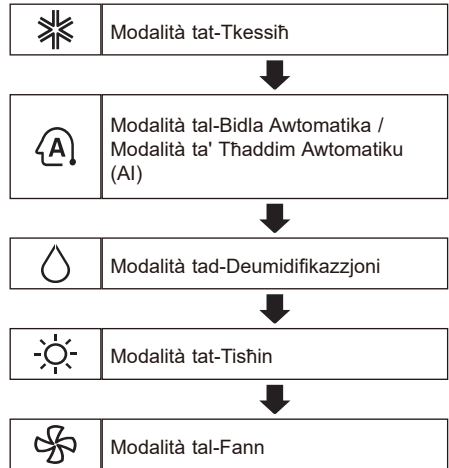 Modalità tat-Tkessiħ
A
Modalità tal-Bidla Awtomatika /
Modalità ta' Tħaddim Awtomatiku
(AI)
Modalità tad-Deumidifikazzjoni
Modalità tat-Tisħin
Modalità tal-Fann